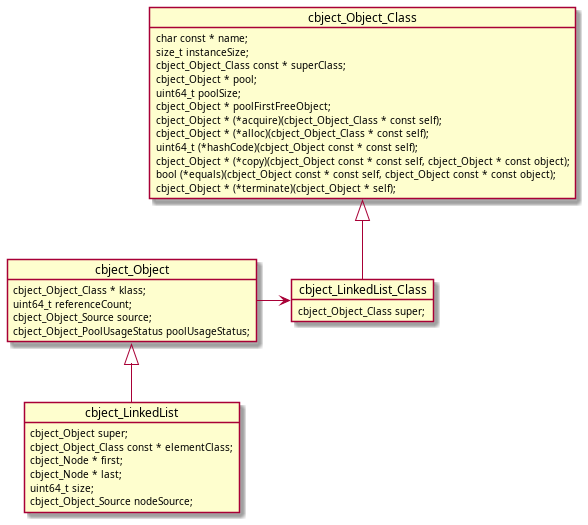 cbject_Object_Class
char const * name;
size_t instanceSize;
cbject_Object_Class const * superClass;
cbject_Object * pool;
uint64_t poolSize;
cbject_Object * poolFirstFreeObject;
cbject_Object * (*acquire)(cbject_Object_Class * const self);
cbject_Object * (*alloc)(cbject_Object_Class * const self);
uint64_t (*hashCode)(cbject_Object const * const self);
cbject_Object * (*copy)(cbject_Object const * const self, cbject_Object * const object);
bool (*equals)(cbject_Object const * const self, cbject_Object const * const object);
cbject_Object * (*terminate)(cbject_Object * self);
cbject_Object
cbject_Object_Class * klass;
uint64_t referenceCount;
cbject_Object_Source source;
cbject_Object_PoolUsageStatus poolUsageStatus;
cbject_LinkedList_Class
cbject_Object_Class super;
cbject_LinkedList
cbject_Object super;
cbject_Object_Class const * elementClass;
cbject_Node * first;
cbject_Node * last;
uint64_t size;
cbject_Object_Source nodeSource;